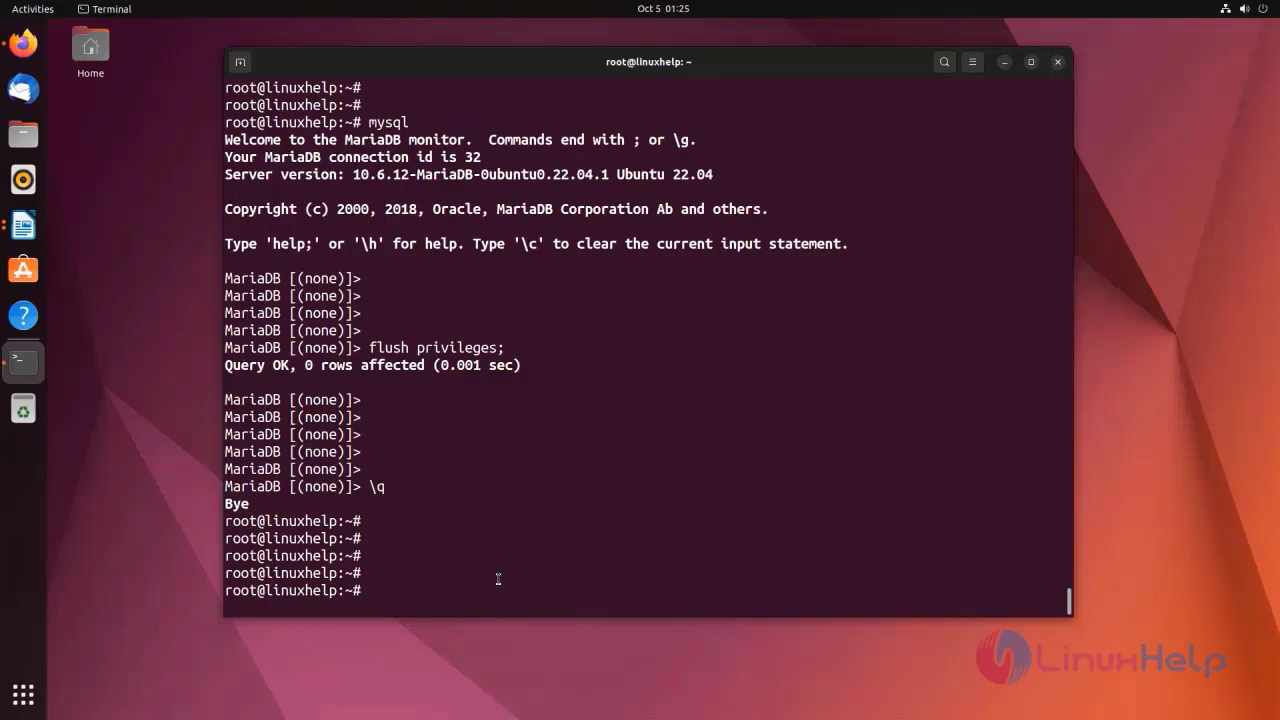 Activities
Terminal
Oct 5 01:25
Home
root@linuxhelp: ~
root@linuxhelp:~#
root@linuxhelp:~#
root@linuxhelp:~# mysql
Welcome to the MariaDB monitor.  Commands end with ; or \g.
Your MariaDB connection id is 32
Server version: 10.6.12-MariaDB-0ubuntu0.22.04.1 Ubuntu 22.04
Copyright (c) 2000, 2018, Oracle, MariaDB Corporation Ab and others.
Type 'help;' or '\h' for help. Type '\c' to clear the current input statement.
MariaDB [(none)]>
MariaDB [(none)]>
MariaDB [(none)]>
MariaDB [(none)]>
MariaDB [(none)]> flush privileges;
Query OK, 0 rows affected (0.001 sec)
MariaDB [(none)]>
MariaDB [(none)]>
MariaDB [(none)]>
MariaDB [(none)]>
MariaDB [(none)]>
MariaDB [(none)]> \q
Bye
root@linuxhelp:~#
root@linuxhelp:~#
root@linuxhelp:~#
root@linuxhelp:~#
root@linuxhelp:~#
LinuxHelp